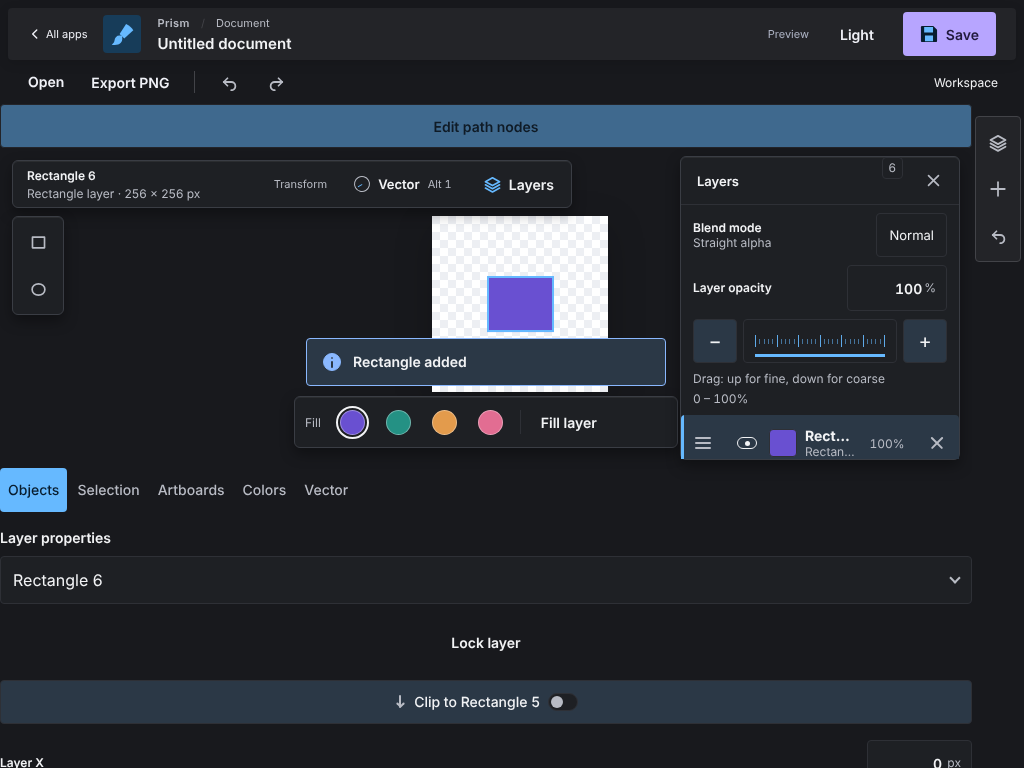 All apps
Prism / Document
Untitled document
Preview
Light
Save
Open
Export PNG
Workspace
Edit path nodes
Rectangle 6
Rectangle layer · 256 × 256 px
Transform
Vector Alt 1
Layers
Layers
6
Blend mode
Straight alpha
Normal
Layer opacity
100 %
−
+
Drag: up for fine, down for coarse
0 – 100%
Rect...
Rectan...
100%
Rectangle added
Fill
Fill layer
Objects
Selection
Artboards
Colors
Vector
Layer properties
Rectangle 6
Lock layer
Clip to Rectangle 5
Layer X
0 px